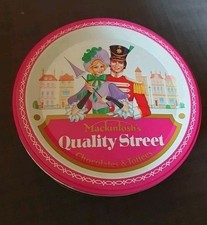 Mackintosh's
Quality Street
Chocolates & Toffees